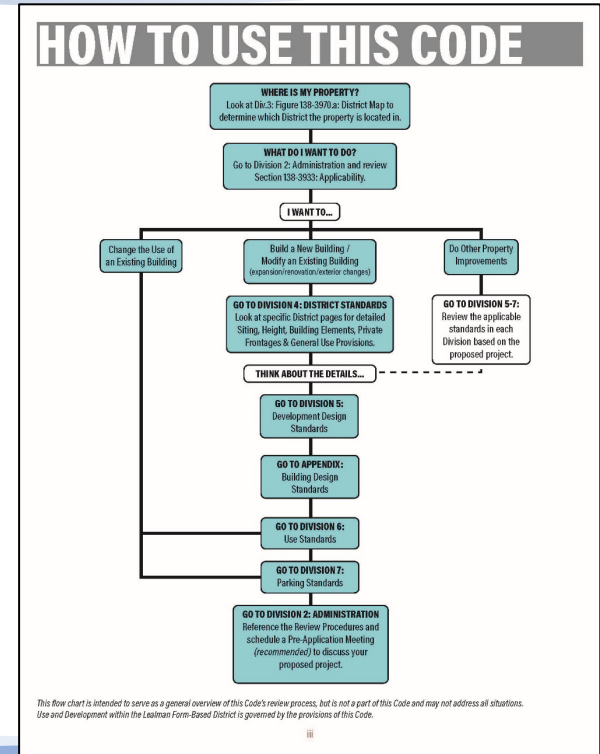 HOW TO USE THIS CODE
WHERE IS MY PROPERTY?
Look at Div.3: Figure 138-3970.a: District Map to
determine which District the property is located in.
WHAT DO I WANT TO DO?
Go to Division 2: Administration and review
Section 138-3933: Applicability.
I WANT TO...
Change the Use of
an Existing Building
Build a New Building /
Modify an Existing Building
(expansion/renovation/exterior changes)
Do Other Property
Improvements
GO TO DIVISION 4: DISTRICT STANDARDS
Look at specific District pages for detailed
Siting, Height, Building Elements, Private
Frontages & General Use Provisions.
GO TO DIVISION 5-7:
Review the applicable
standards in each
Division based on the
proposed project.
THINK ABOUT THE DETAILS...
GO TO DIVISION 5:
Development Design
Standards
GO TO APPENDIX:
Building Design
Standards
GO TO DIVISION 6:
Use Standards
GO TO DIVISION 7:
Parking Standards
GO TO DIVISION 2: ADMINISTRATION
Reference the Review Procedures and
schedule a Pre-Application Meeting
(recommended) to discuss your
proposed project.
This flow chart is intended to serve as a general overview of this Code's review process, but is not a part of this Code and may not address all situations.
Use and Development within the Lealman Form-Based District is governed by the provisions of this Code.
iii